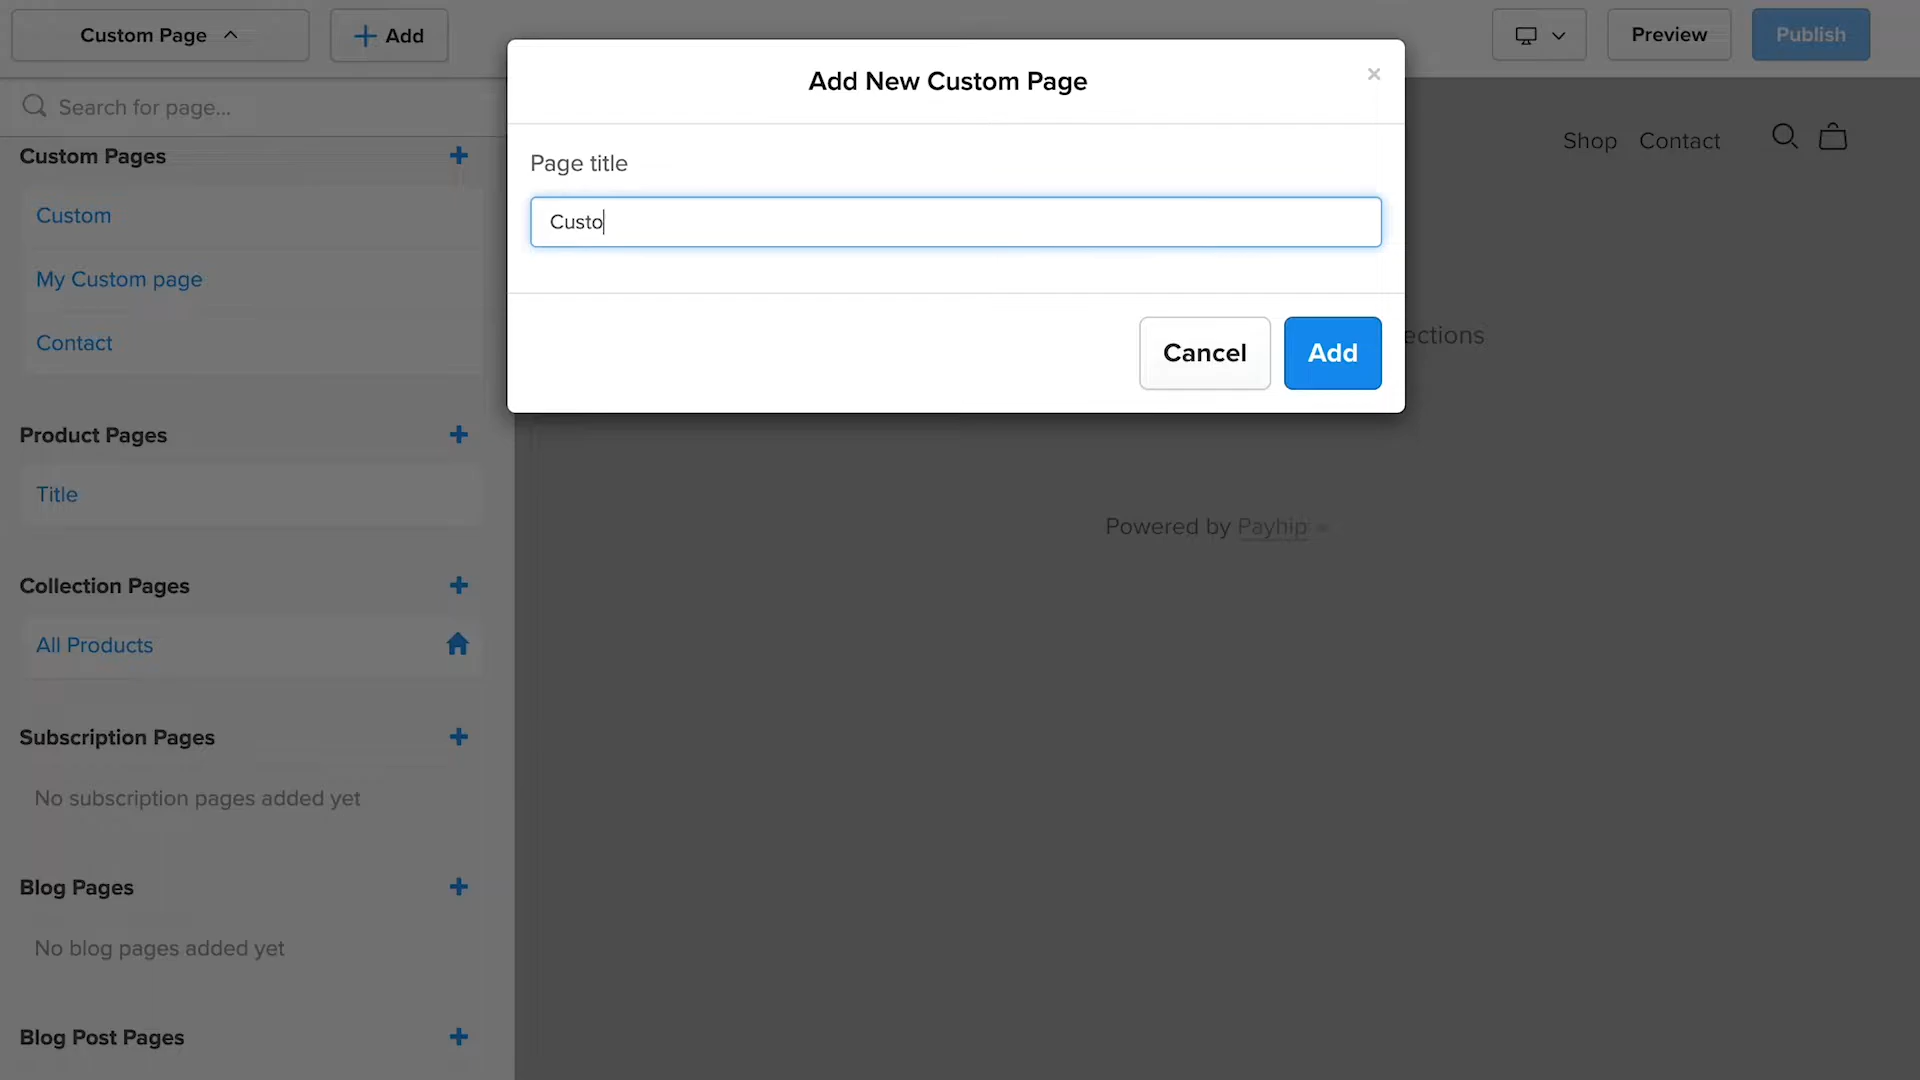 Custom Page
Add
Preview
Publish
Search for page...
Add New Custom Page
×
Page title
Custo
Cancel
Add
Custom Pages
Custom
My Custom page
Contact
Product Pages
Title
Collection Pages
All Products
Subscription Pages
No subscription pages added yet
Blog Pages
No blog pages added yet
Blog Post Pages
Shop Contact
ections
Powered by Payhip